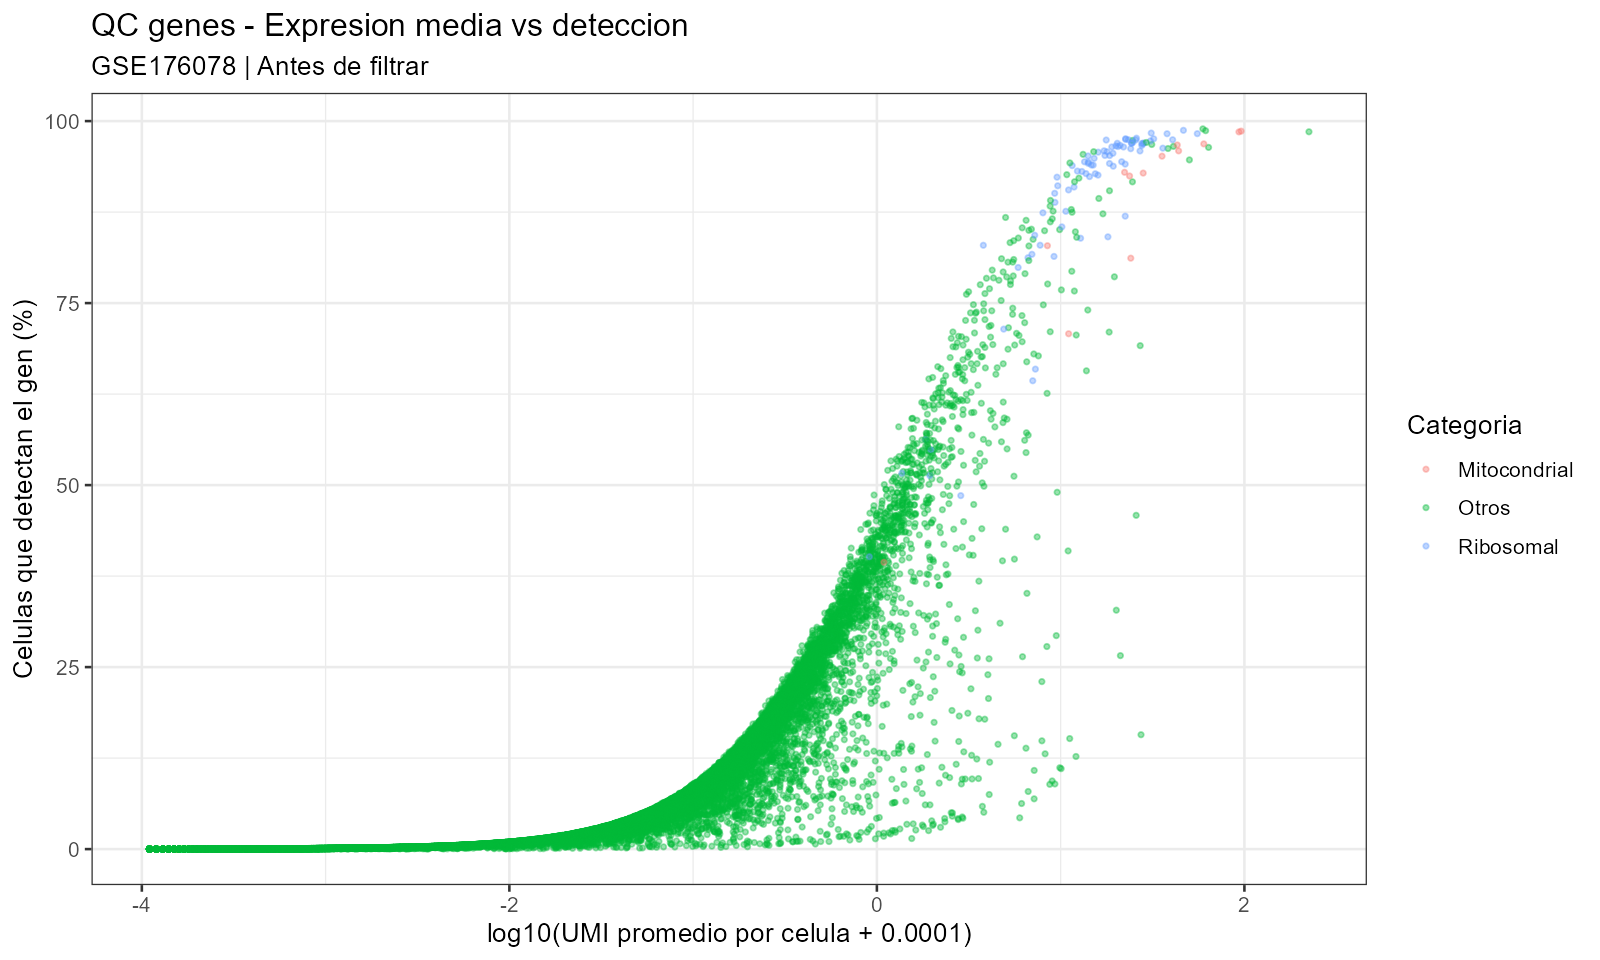 QC genes - Expresion media vs deteccion
GSE176078 | Antes de filtrar
Celulas que detectan el gen (%)
100
75
50
25
0
-4
-2
0
2
log10(UMI promedio por celula + 0.0001)
Categoria
Mitocondrial
Otros
Ribosomal